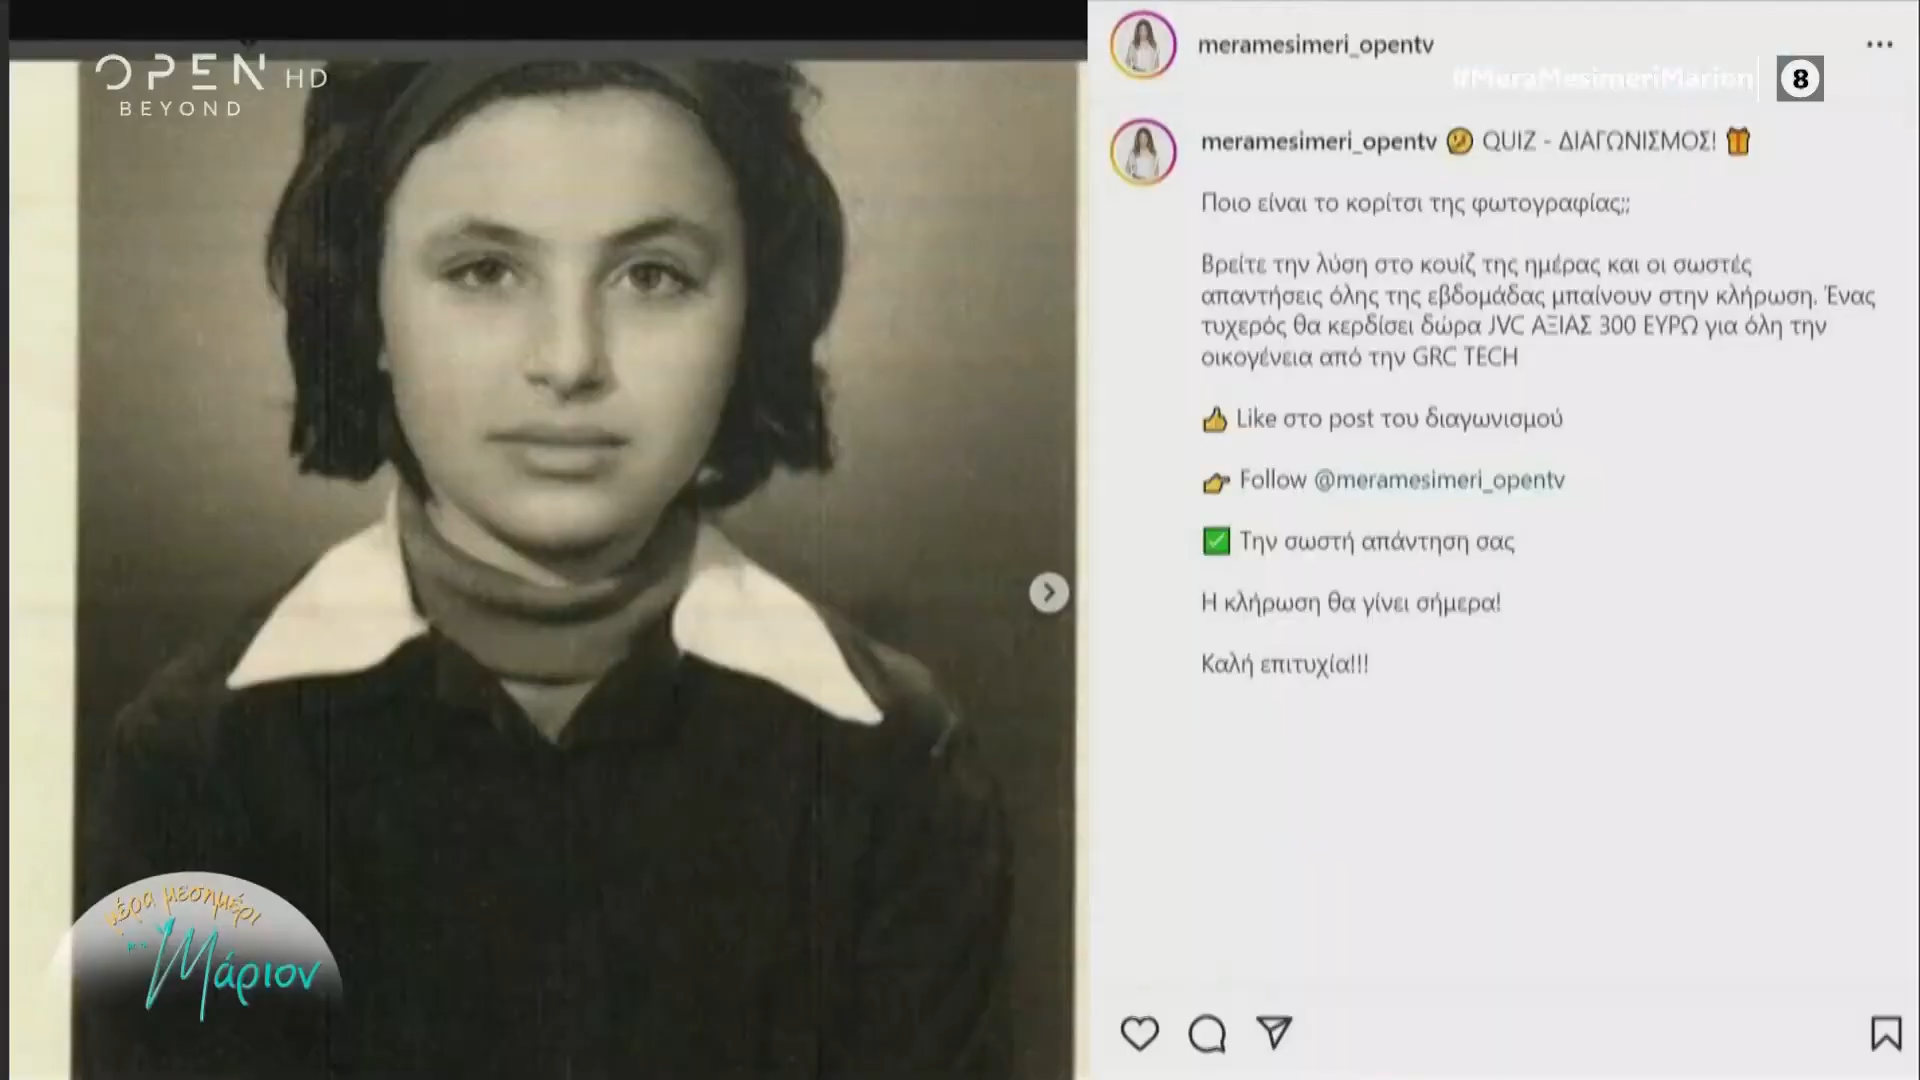 OPEN HD
BEYOND
meramesimeri_opentv
#MeraMesimeriMarion
8
meramesimeri_opentv QUIZ - ΔΙΑΓΩΝΙΣΜΟΣ!
Ποιο είναι το κορίτσι της φωτογραφίας;;
Βρείτε την λύση στο κουίζ της ημέρας και οι σωστές
απαντήσεις όλης της εβδομάδας μπαίνουν στην κλήρωση. Ένας
τυχερός θα κερδίσει δώρα JVC ΑΞΙΑΣ 300 ΕΥΡΩ για όλη την
οικογένεια από την GRC TECH
Like στο post του διαγωνισμού
Follow @meramesimeri_opentv
Την σωστή απάντηση σας
Η κλήρωση θα γίνει σήμερα!
Καλή επιτυχία!!!
μέρα μεσημέρι
με τη
Μάριον